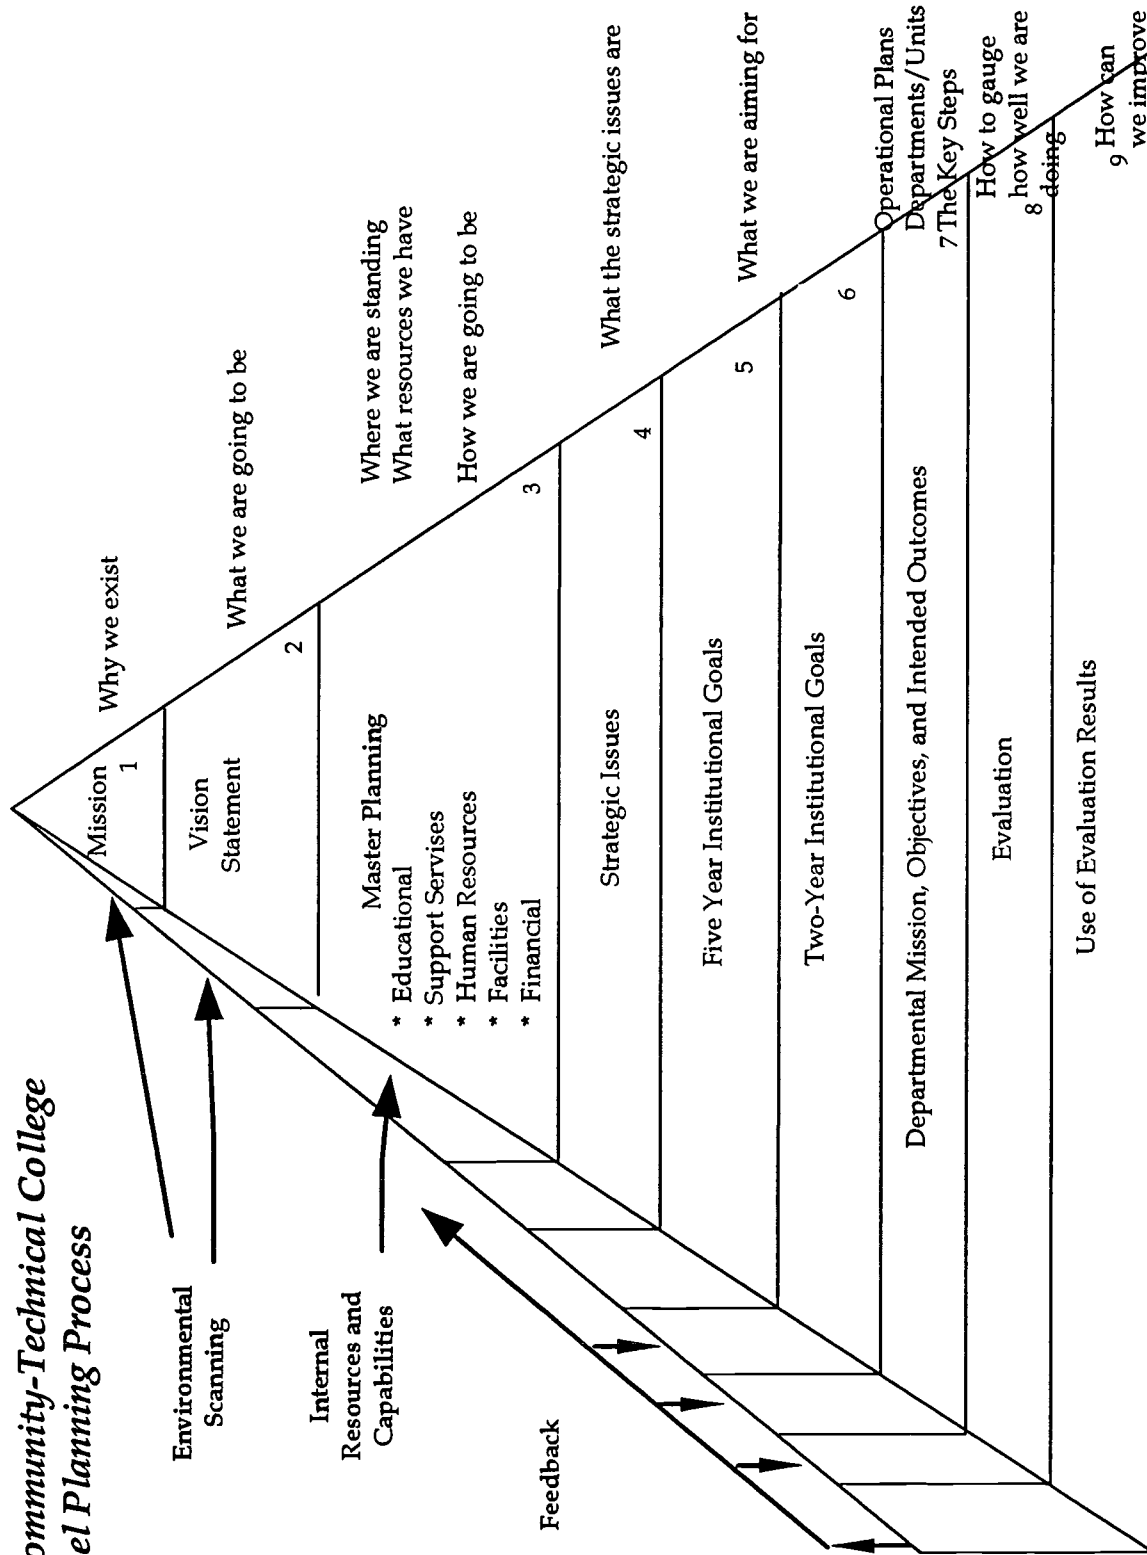 ommunity-Technical College
el Planning Process
Mission
1
Why we exist
Environmental
Scanning
Vision
Statement
2
What we are going to be
Internal
Resources and
Capabilities
Master Planning
* Educational
* Support Servises
* Human Resources
* Facilities
* Financial
3
Where we are standing
What resources we have
How we are going to be
Feedback
Strategic Issues
4
What the strategic issues are
Five Year Institutional Goals
5
What we are aiming for
Two-Year Institutional Goals
6
Departmental Mission, Objectives, and Intended Outcomes
Operational Plans
Departments/Units
7 The Key Steps
Evaluation
How to gauge
how well we are
8 doing
Use of Evaluation Results
9 How can
we improve